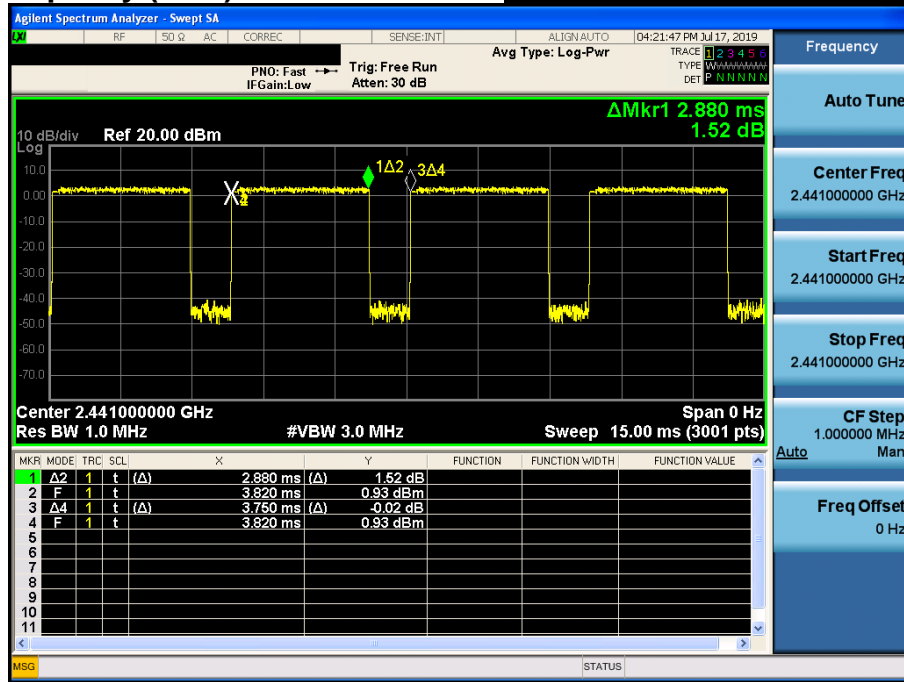 Agilent Spectrum Analyzer - Swept SA
LXI RF 50 Ω AC CORREC SENSE:INT ALIGN AUTO 04:21:47 PM Jul 17, 2019
Frequency
Avg Type: Log-Pwr TRACE 1 2 3 4 5 6
PNO: Fast Trig: Free Run TYPE WWWWWW
IFGain:Low Atten: 30 dB DET P N N N N N
Auto Tune
ΔMkr1 2.880 ms
10 dB/div Ref 20.00 dBm 1.52 dB
Log
10.0
0.00
-10.0
-20.0
-30.0
-40.0
-50.0
-60.0
-70.0
1Δ2 3Δ4
X
Center Freq
2.441000000 GHz
Start Freq
2.441000000 GHz
Stop Freq
2.441000000 GHz
Center 2.441000000 GHz Span 0 Hz
Res BW 1.0 MHz #VBW 3.0 MHz Sweep 15.00 ms (3001 pts)
CF Step
1.000000 MHz
Auto Man
MKR MODE TRC SCL X Y FUNCTION FUNCTION WIDTH FUNCTION VALUE
1 Δ2 1 t (Δ) 2.880 ms (Δ) 1.52 dB
2 F 1 t 3.820 ms 0.93 dBm
3 Δ4 1 t (Δ) 3.750 ms (Δ) -0.02 dB
4 F 1 t 3.820 ms 0.93 dBm
5
6
7
8
9
10
11
Freq Offset
0 Hz
MSG STATUS